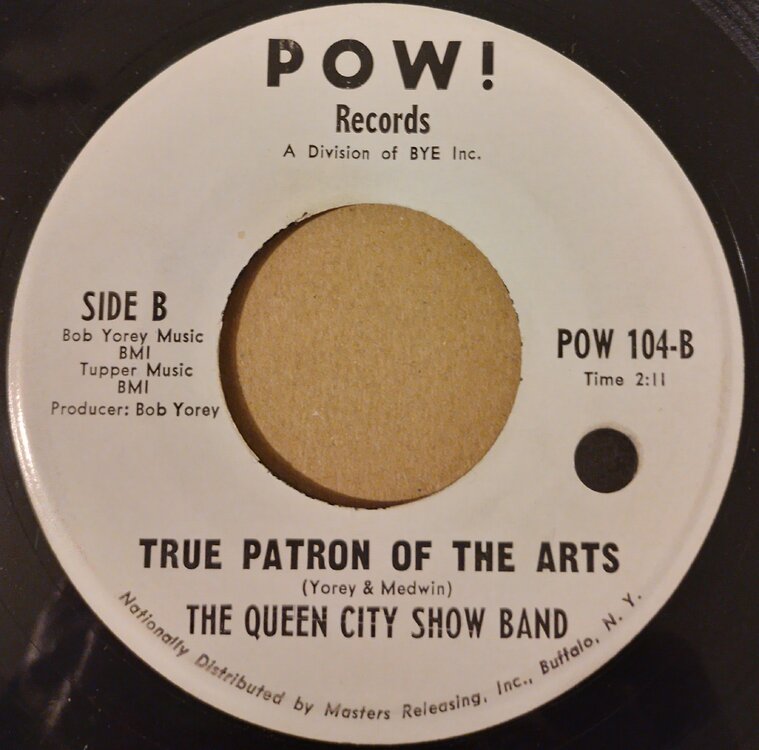 POW!
Records
A Division of BYE Inc.
SIDE B
Bob Yorey Music
BMI
Tupper Music
BMI
Producer: Bob Yorey
POW 104-B
Time 2:11
TRUE PATRON OF THE ARTS
(Yorey & Medwin)
THE QUEEN CITY SHOW BAND
Nationally Distributed by Masters Releasing, Inc., Buffalo, N. Y.